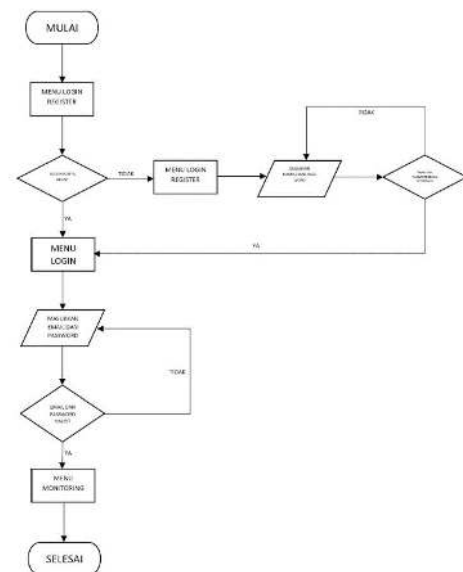 MULAI
MENU LOGIN
REGISTER
TIDAK
TIDAK
MENU LOGIN
REGISTER
YA
YA
MENU
LOGIN
MASUKKAN
EMAIL DAN
PASSWORD
TIDAK
EMAIL DAN
PASSWORD
YA
MENU
MONITORING
SELESAI